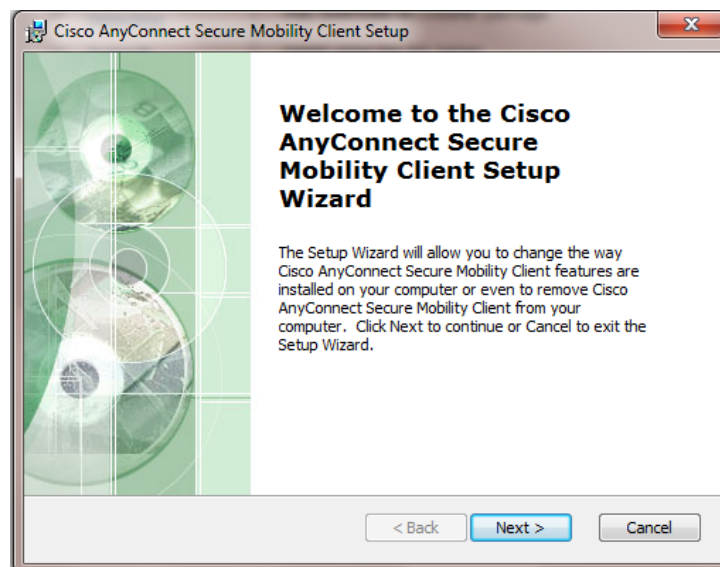 Cisco AnyConnect Secure Mobility Client Setup
Welcome to the Cisco
AnyConnect Secure
Mobility Client Setup
Wizard
The Setup Wizard will allow you to change the way
Cisco AnyConnect Secure Mobility Client features are
installed on your computer or even to remove Cisco
AnyConnect Secure Mobility Client from your
computer. Click Next to continue or Cancel to exit the
Setup Wizard.
< Back Next > Cancel